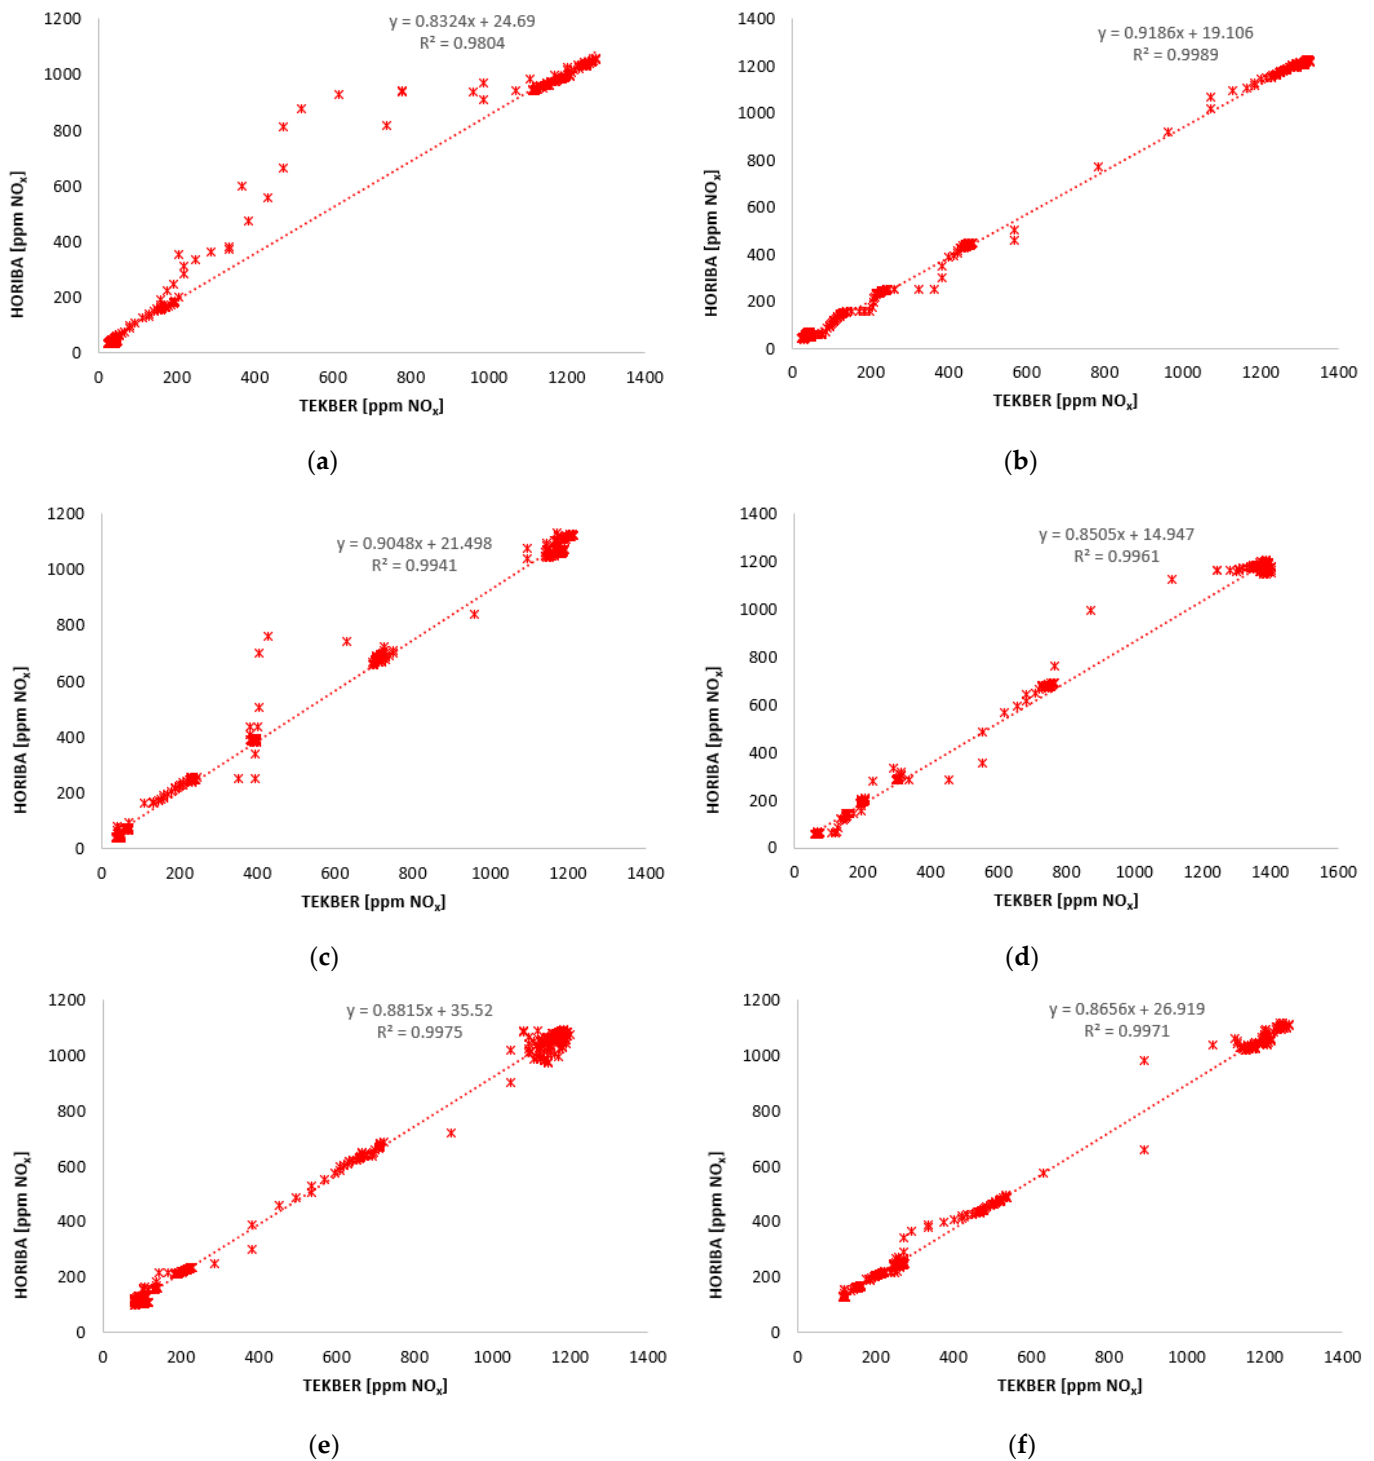 y = 0.8324x + 24.69
R² = 0.9804
1200
1000
800
600
400
200
0
0 200 400 600 800 1000 1200 1400
HORIBA [ppm NOx]
TEKBER [ppm NOx]
(a)
y = 0.9186x + 19.106
R² = 0.9989
1400
1200
1000
800
600
400
200
0
0 200 400 600 800 1000 1200 1400
HORIBA [ppm NOx]
TEKBER [ppm NOx]
(b)
y = 0.9048x + 21.498
R² = 0.9941
1200
1000
800
600
400
200
0
0 200 400 600 800 1000 1200 1400
HORIBA [ppm NOx]
TEKBER [ppm NOx]
(c)
y = 0.8505x + 14.947
R² = 0.9961
1400
1200
1000
800
600
400
200
0
0 200 400 600 800 1000 1200 1400 1600
HORIBA [ppm NOx]
TEKBER [ppm NOx]
(d)
y = 0.8815x + 35.52
R² = 0.9975
1200
1000
800
600
400
200
0
0 200 400 600 800 1000 1200 1400
HORIBA [ppm NOx]
TEKBER [ppm NOx]
(e)
y = 0.8656x + 26.919
R² = 0.9971
1200
1000
800
600
400
200
0
0 200 400 600 800 1000 1200 1400
HORIBA [ppm NOx]
TEKBER [ppm NOx]
(f)